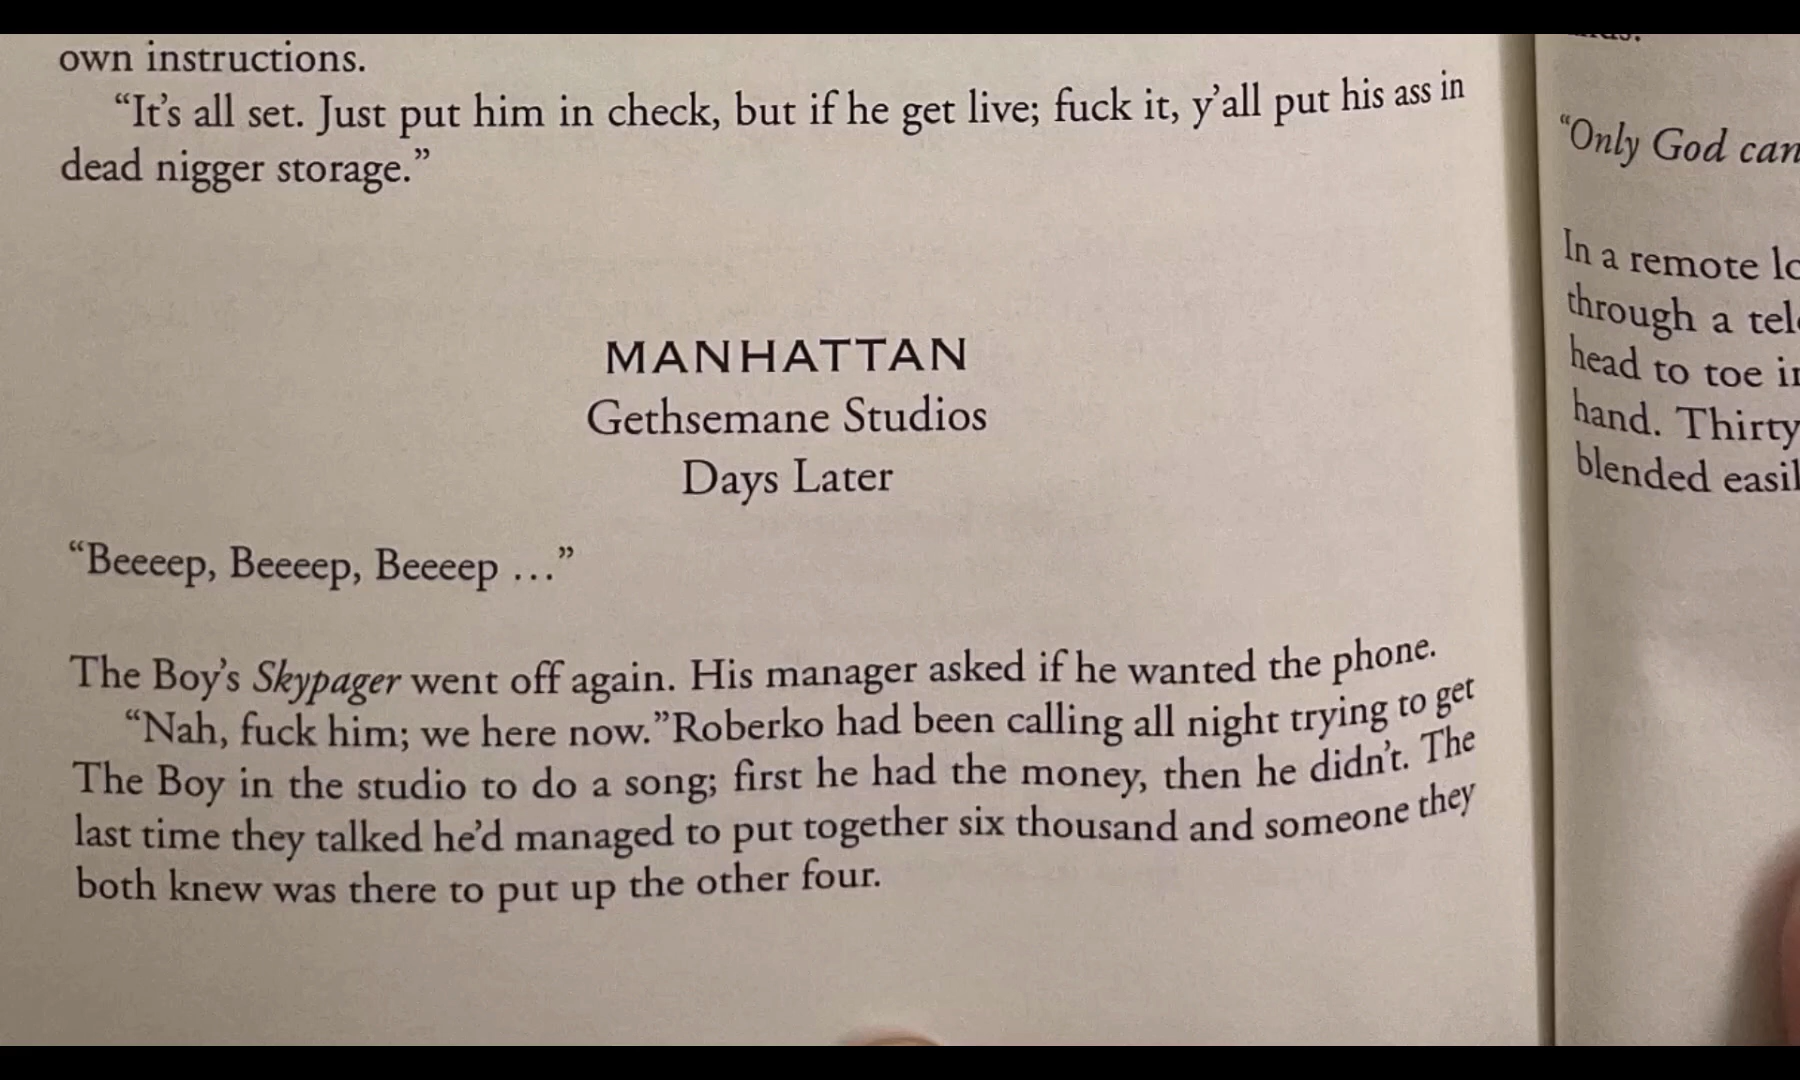 own instructions.
“It’s all set. Just put him in check, but if he get live; fuck it, y’all put his ass in
dead nigger storage.”
MANHATTAN
Gethsemane Studios
Days Later
“Beeeep, Beeeep, Beeeep …”
The Boy’s Skypager went off again. His manager asked if he wanted the phone.
“Nah, fuck him; we here now.”Roberko had been calling all night trying to get
The Boy in the studio to do a song; first he had the money, then he didn’t. The
last time they talked he’d managed to put together six thousand and someone they
both knew was there to put up the other four.
“Only God can
In a remote
through a
head to toe
hand. Thirty
blended